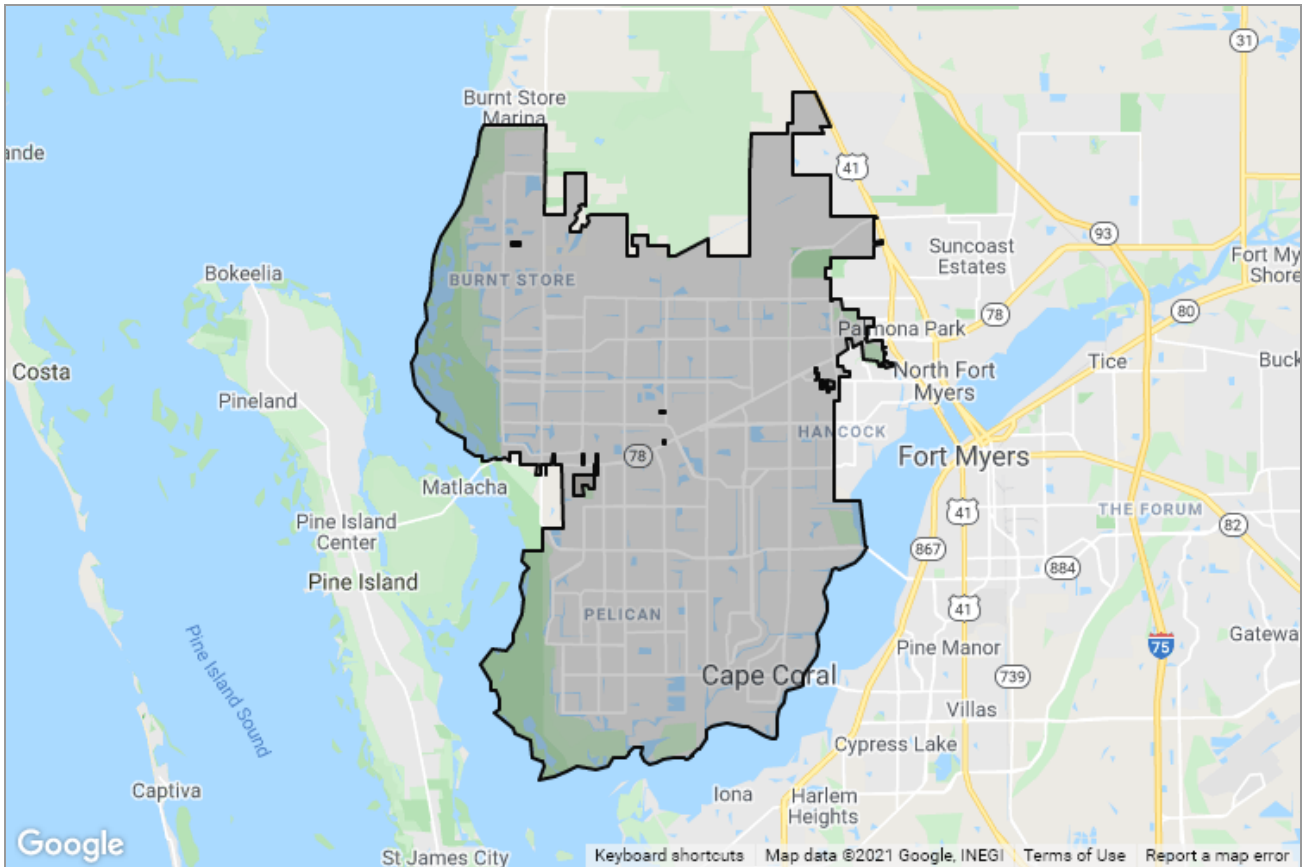 31
Burnt Store
Marina
ande
41
93
Suncoast
Estates
Fort My
Shore
Bokeelia
BURNT STORE
78
80
Palmona Park
Tice
Buck
Costa
North Fort
Myers
Pineland
HANCOCK
78
Fort Myers
Matlacha
41
THE FORUM
82
Pine Island
Center
867
884
Pine Island
41
PELICAN
Gatewa
75
Pine Manor
Pine Island Sound
Cape Coral
739
Villas
Cypress Lake
Captiva
Iona
Harlem
Heights
Google
St James City
Keyboard shortcuts Map data ©2021 Google, INEGI Terms of Use Report a map error